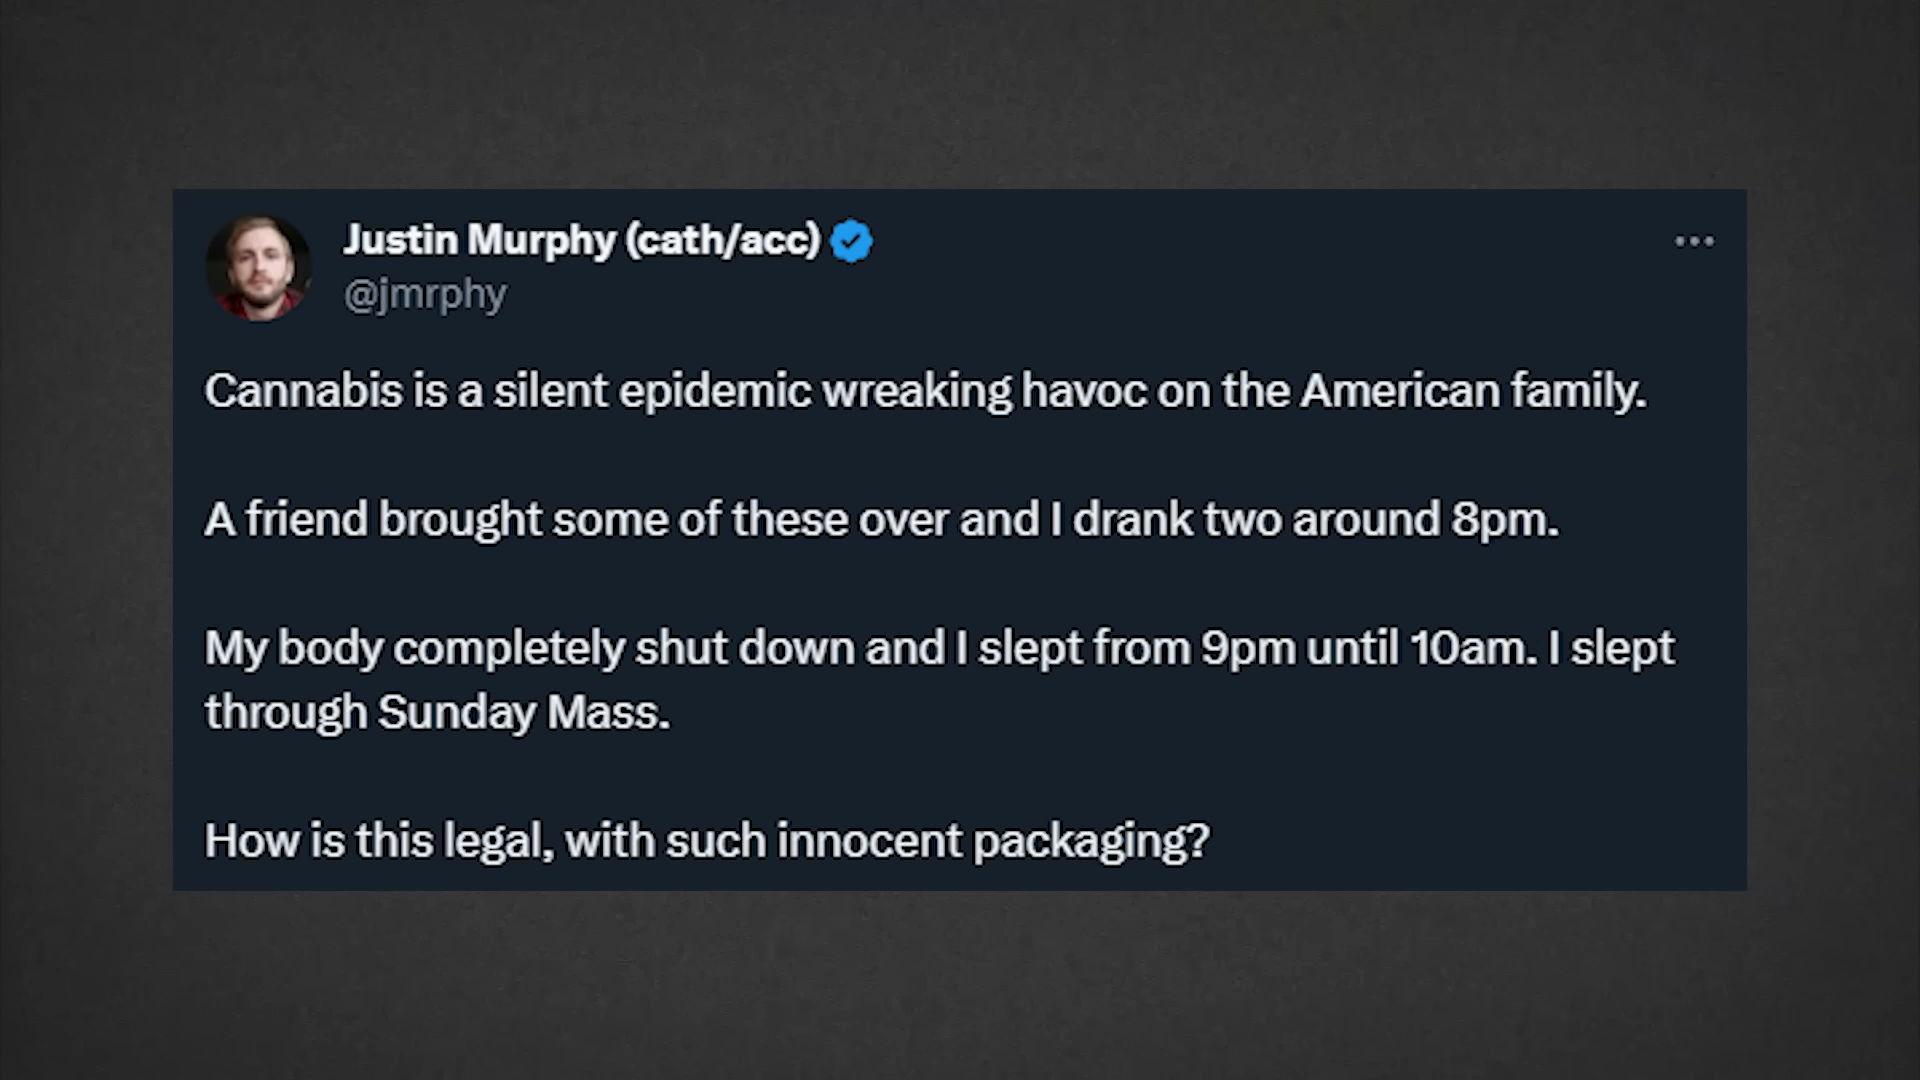 Justin Murphy (cath/acc)
@jmrphy
Cannabis is a silent epidemic wreaking havoc on the American family.
A friend brought some of these over and I drank two around 8pm.
My body completely shut down and I slept from 9pm until 10am. I slept
through Sunday Mass.
How is this legal, with such innocent packaging?